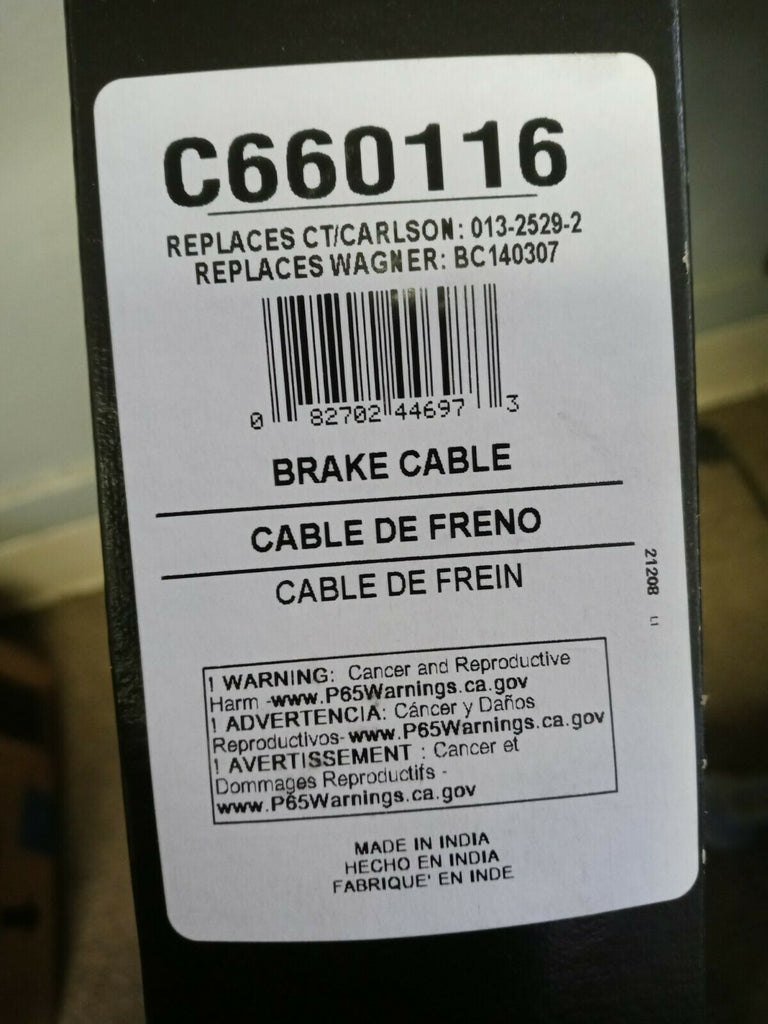 C660116
REPLACES CT/CARLSON: 013-2529-2
REPLACES WAGNER: BC140307
0 82702 44697 3
BRAKE CABLE
CABLE DE FRENO
CABLE DE FREIN
21208 LI
! WARNING: Cancer and Reproductive
Harm -www.P65Warnings.ca.gov
! ADVERTENCIA: Cáncer y Daños
Reproductivos- www.P65Warnings.ca.gov
! AVERTISSEMENT : Cancer et
Dommages Reproductifs -
www.P65Warnings.ca.gov
MADE IN INDIA
HECHO EN INDIA
FABRIQUE' EN INDE